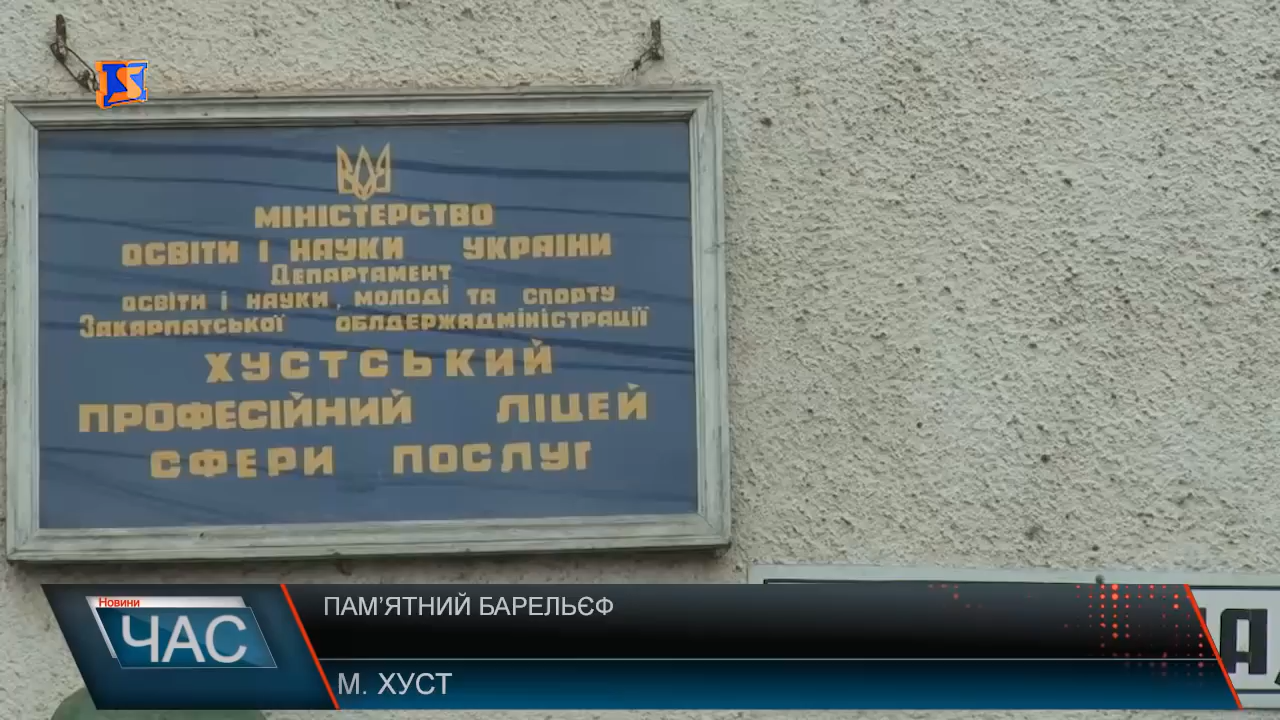 JSS
МІНІСТЕРСТВО
ОСВІТИ І НАУКИ УКРАЇНИ
ДЕПАРТАМЕНТ
ОСВІТИ І НАУКИ, МОЛОДІ ТА СПОРТУ
ЗАКАРПАТСЬКОЇ ОБЛДЕРЖАДМІНІСТРАЦІЇ
ХУСТСЬКИЙ
ПРОФЕСІЙНИЙ ЛІЦЕЙ
СФЕРИ ПОСЛУГ
Новини
ЧАС
ПАМ'ЯТНИЙ БАРЕЛЬЄФ
М. ХУСТ